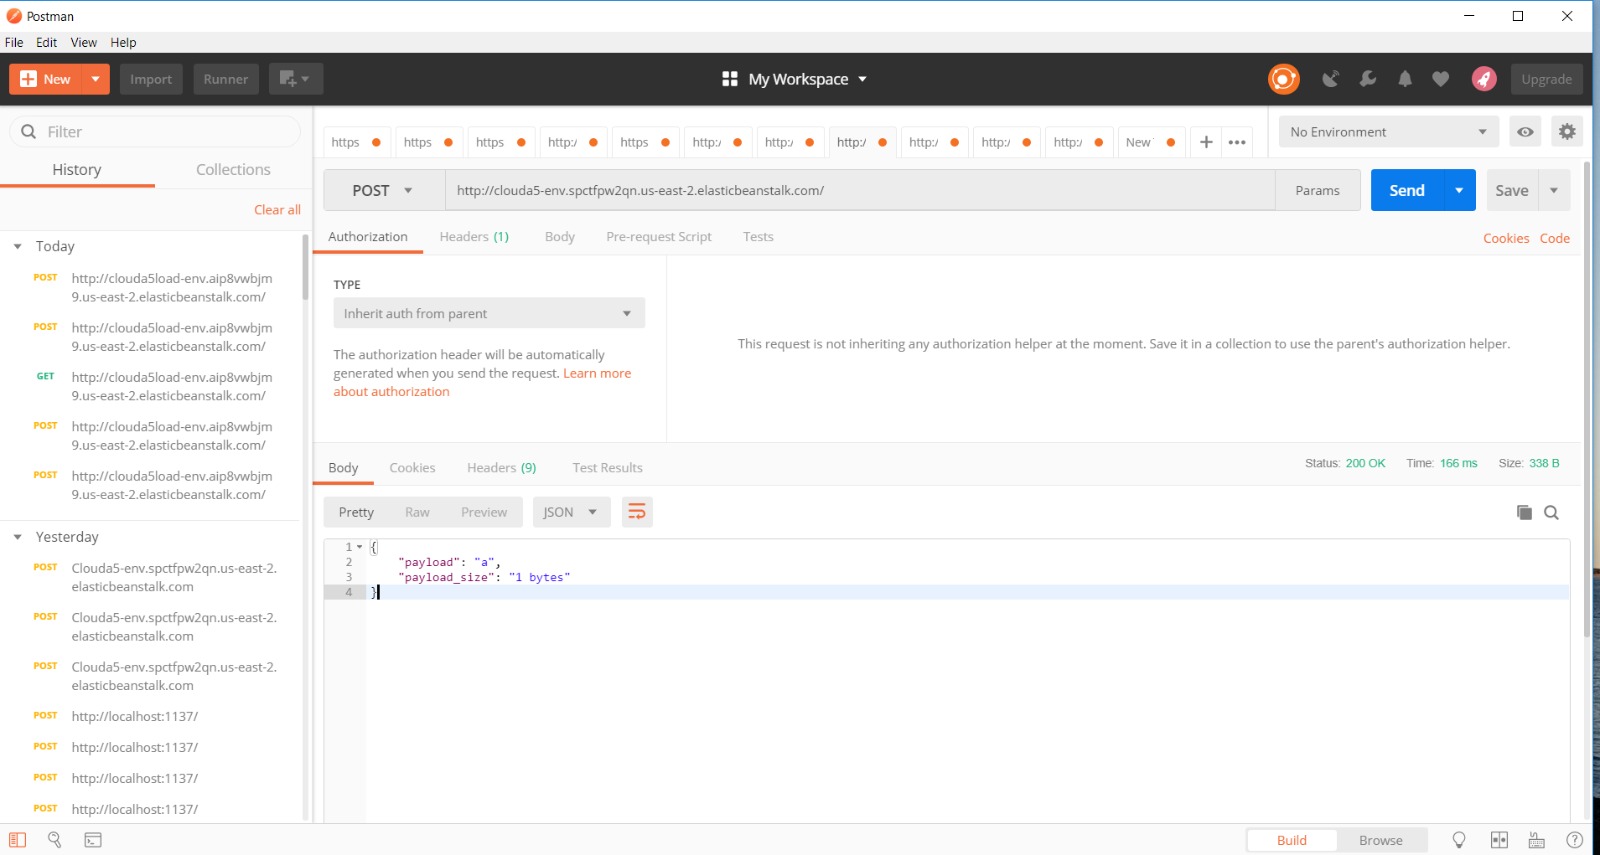 Postman
File Edit View Help
New Import Runner My Workspace Upgrade
Filter
History Collections
Clear all
Today
POST http://clouda5load-env.aip8vwbjm
9.us-east-2.elasticbeanstalk.com/
POST http://clouda5load-env.aip8vwbjm
9.us-east-2.elasticbeanstalk.com/
GET http://clouda5load-env.aip8vwbjm
9.us-east-2.elasticbeanstalk.com/
POST http://clouda5load-env.aip8vwbjm
9.us-east-2.elasticbeanstalk.com/
POST http://clouda5load-env.aip8vwbjm
9.us-east-2.elasticbeanstalk.com/
Yesterday
POST Clouda5-env.spctfpw2qn.us-east-2.
elasticbeanstalk.com
POST Clouda5-env.spctfpw2qn.us-east-2.
elasticbeanstalk.com
POST Clouda5-env.spctfpw2qn.us-east-2.
elasticbeanstalk.com
POST http://localhost:1137/
POST http://localhost:1137/
POST http://localhost:1137/
POST http://localhost:1137/
https https https http:/ https http:/ http:/ http:/ http:/ http:/ http:/ New + •••
No Environment
POST http://clouda5-env.spctfpw2qn.us-east-2.elasticbeanstalk.com/ Params Send Save
Authorization Headers (1) Body Pre-request Script Tests Cookies Code
TYPE
Inherit auth from parent
The authorization header will be automatically
generated when you send the request. Learn more
about authorization
This request is not inheriting any authorization helper at the moment. Save it in a collection to use the parent's authorization helper.
Body Cookies Headers (9) Test Results Status: 200 OK Time: 166 ms Size: 338 B
Pretty Raw Preview JSON
1 {
2 "payload": "a",
3 "payload_size": "1 bytes"
4 }
Build Browse